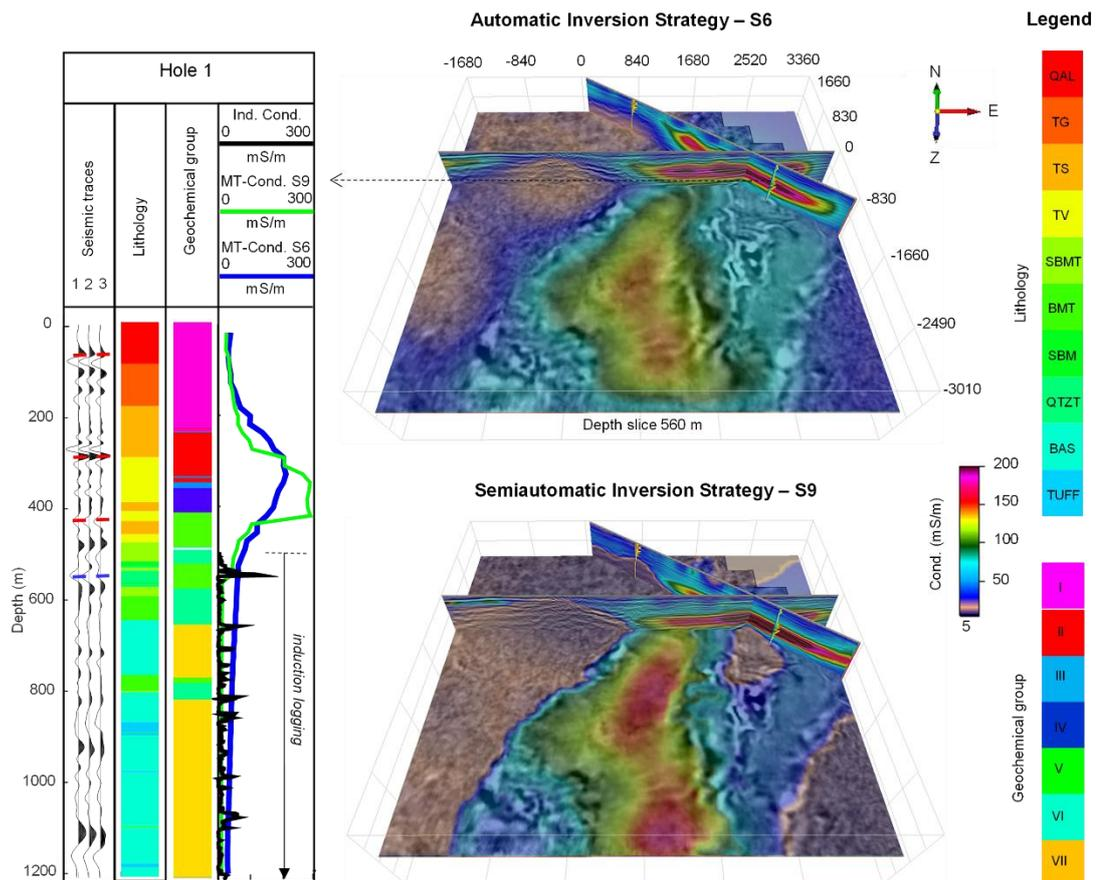 Automatic Inversion Strategy – S6
Legend
Hole 1
-1680 -840 0 840 1680 2520 3360
1660
830
0
-830
-1660
-2490
-3010
N
E
Z
Depth slice 560 m
Seismic traces
1 2 3
Lithology
Geochemical group
Ind. Cond.
0 300
mS/m
MT-Cond. S9
0 300
mS/m
MT-Cond. S6
0 300
mS/m
Depth (m)
0
200
400
600
800
1000
1200
induction logging
Semiautomatic Inversion Strategy – S9
Cond. (mS/m)
200
150
100
50
5
Lithology
QAL
TG
TS
TV
SBMT
BMT
SBM
QTZT
BAS
TUFF
Geochemical group
I
II
III
IV
V
VI
VII